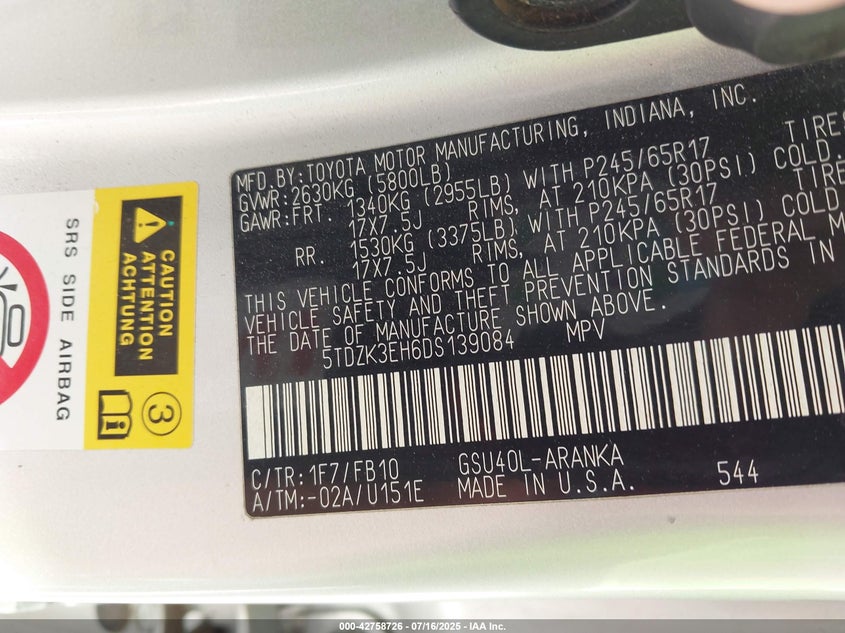 MFD.BY:TOYOTA MOTOR MANUFACTURING, INDIANA, INC.
GVWR:2630KG (5800LB)
GAWR:FRT. 1340KG (2955LB) WITH P245/65R17 TIRES
17X7.5J RIMS, AT 210KPA (30PSI) COLD.
RR. 1530KG (3375LB) WITH P245/65R17 TIRE
17X7.5J RIMS, AT 210KPA (30PSI) COLD
THIS VEHICLE CONFORMS TO ALL APPLICABLE FEDERAL M
VEHICLE SAFETY AND THEFT PREVENTION STANDARDS IN
THE DATE OF MANUFACTURE SHOWN ABOVE.
5TDZK3EH6DS139084 MPV
C/TR:1F7/FB10 GSU40L-ARANKA 544
A/TM:-02A/U151E MADE IN U.S.A.
CAUTION
ATTENTION
ACHTUNG
3
SRS SIDE AIRBAG
000-42758726 - 07/16/2025 - IAA Inc.